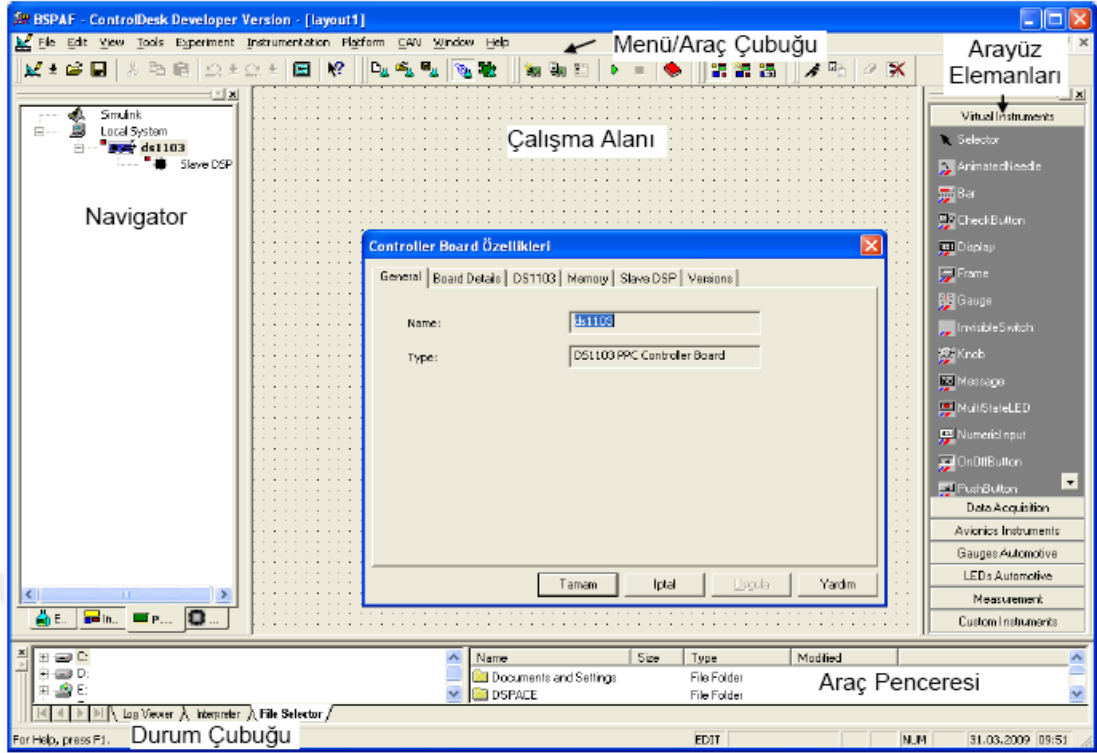 BSPAF - ControlDesk Developer Version - [layout1]
File Edit View Tools Experiment Instrumentation Platform CAN Window Help
Menü/Araç Çubuğu
Arayüz
Elemanları
Simulink
Local System
ds1103
Slave DSP
Navigator
Çalışma Alanı
Controller Board Özellikleri
General Board Details DS1103 Memory Slave DSP Versions
Name: ds1103
Type: DS1103 PPC Controller Board
Tamam İptal Uygula Yardım
Virtual Instruments
Selector
AnimatedNeedle
Bar
CheckButton
Display
Frame
Gauge
InvisibleSwitch
Knob
Message
MultiStateLED
NumericInput
OnOffButton
PushButton
Data Acquisition
Avionics Instruments
Gauges Automotive
LEDs Automotive
Measurement
Custom Instruments
E.. In.. P... ...
C:
D:
E:
Name Size Type Modified
Documents and Settings File Folder
DSPACE File Folder
Araç Penceresi
Log Viewer Interpreter File Selector
Durum Çubuğu
For Help, press F1. EDIT NUM 31.03.2009 09:51